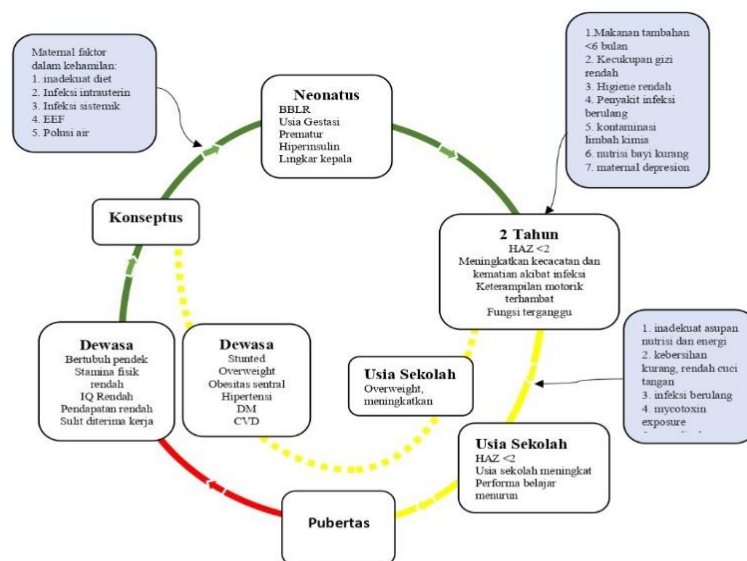 Maternal faktor
dalam kehamilan:
1. inadekuat diet
2. Infeksi intrauterin
3. Infeksi sistemik
4. EEF
5. Polusi air
Neonatus
BBLR
Usia Gestasi
Prematur
Hiperinsulin
Lingkar kepala
1.Makanan tambahan
<6 bulan
2. Kecukupan gizi
rendah
3. Higiene rendah
4. Penyakit infeksi
berulang
5. kontaminasi
limbah kimia
6. nutrisi bayi kurang
7. maternal depresion
Konseptus
2 Tahun
HAZ <2
Meningkatkan kecacatan dan
kematian akibat infeksi
Keterampilan motorik
terhambat
Fungsi terganggu
Dewasa
Bertubuh pendek
Stamina fisik
rendah
IQ Rendah
Pendapatan rendah
Suht diterima kerja
Dewasa
Stunted
Overweight
Obesitas sentral
Hipertensi
DM
CVD
Usia Sekolah
Overweight,
meningkatkan
1. inadekuat asupan
nutrisi dan energi
2. kebersihan
kurang, rendah cuci
tangan
3. infeksi berulang
4. mycotoxin
exposure
Usia Sekolah
HAZ <2
Usia sekolah meningkat
Performa belajar
menurun
Pubertas